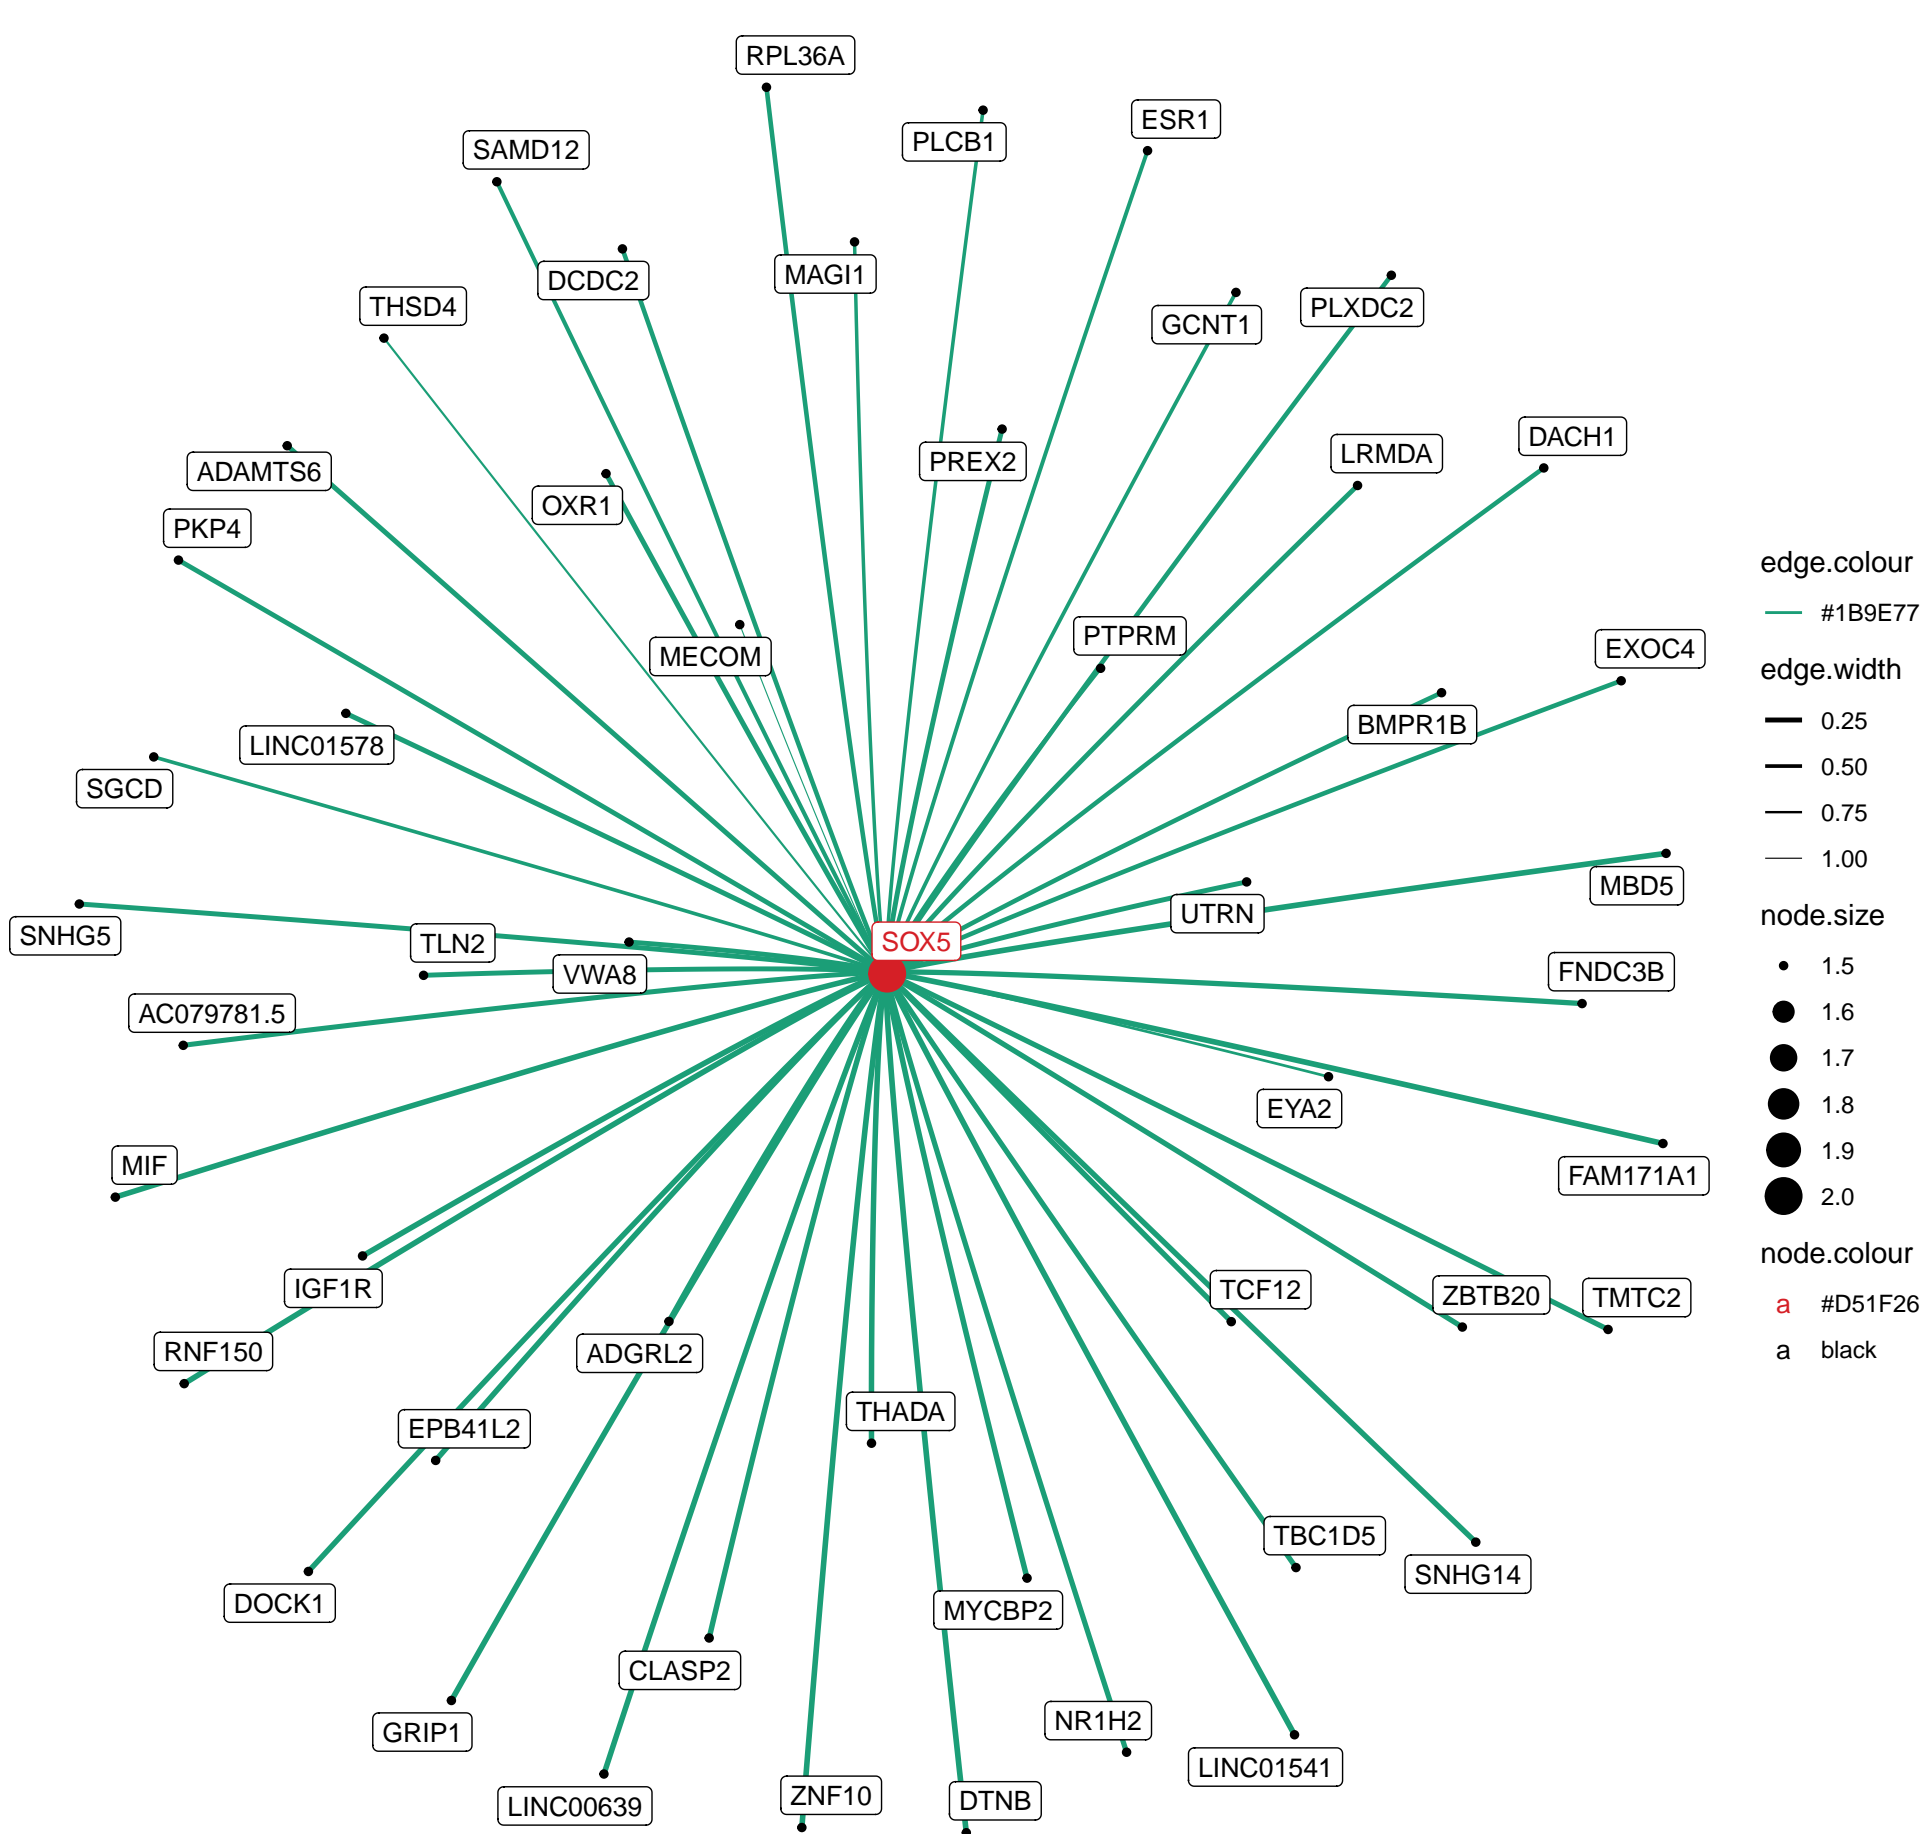 RPL36A
PLCB1
ESR1
SAMD12
DCDC2
MAGI1
THSD4
GCNT1
PLXDC2
ADAMTS6
OXR1
PREX2
LRMDA
DACH1
PKP4
MECOM
PTPRM
EXOC4
LINC01578
BMPR1B
SGCD
MBD5
UTRN
SNHG5
TLN2
SOX5
VWA8
FNDC3B
AC079781.5
EYA2
MIF
FAM171A1
IGF1R
TCF12
ZBTB20
TMTC2
RNF150
ADGRL2
EPB41L2
THADA
TBC1D5
SNHG14
DOCK1
MYCBP2
CLASP2
GRIP1
NR1H2
LINC01541
LINC00639
ZNF10
DTNB
edge.colour
#1B9E77
edge.width
0.25
0.50
0.75
1.00
node.size
1.5
1.6
1.7
1.8
1.9
2.0
node.colour
a #D51F26
a black